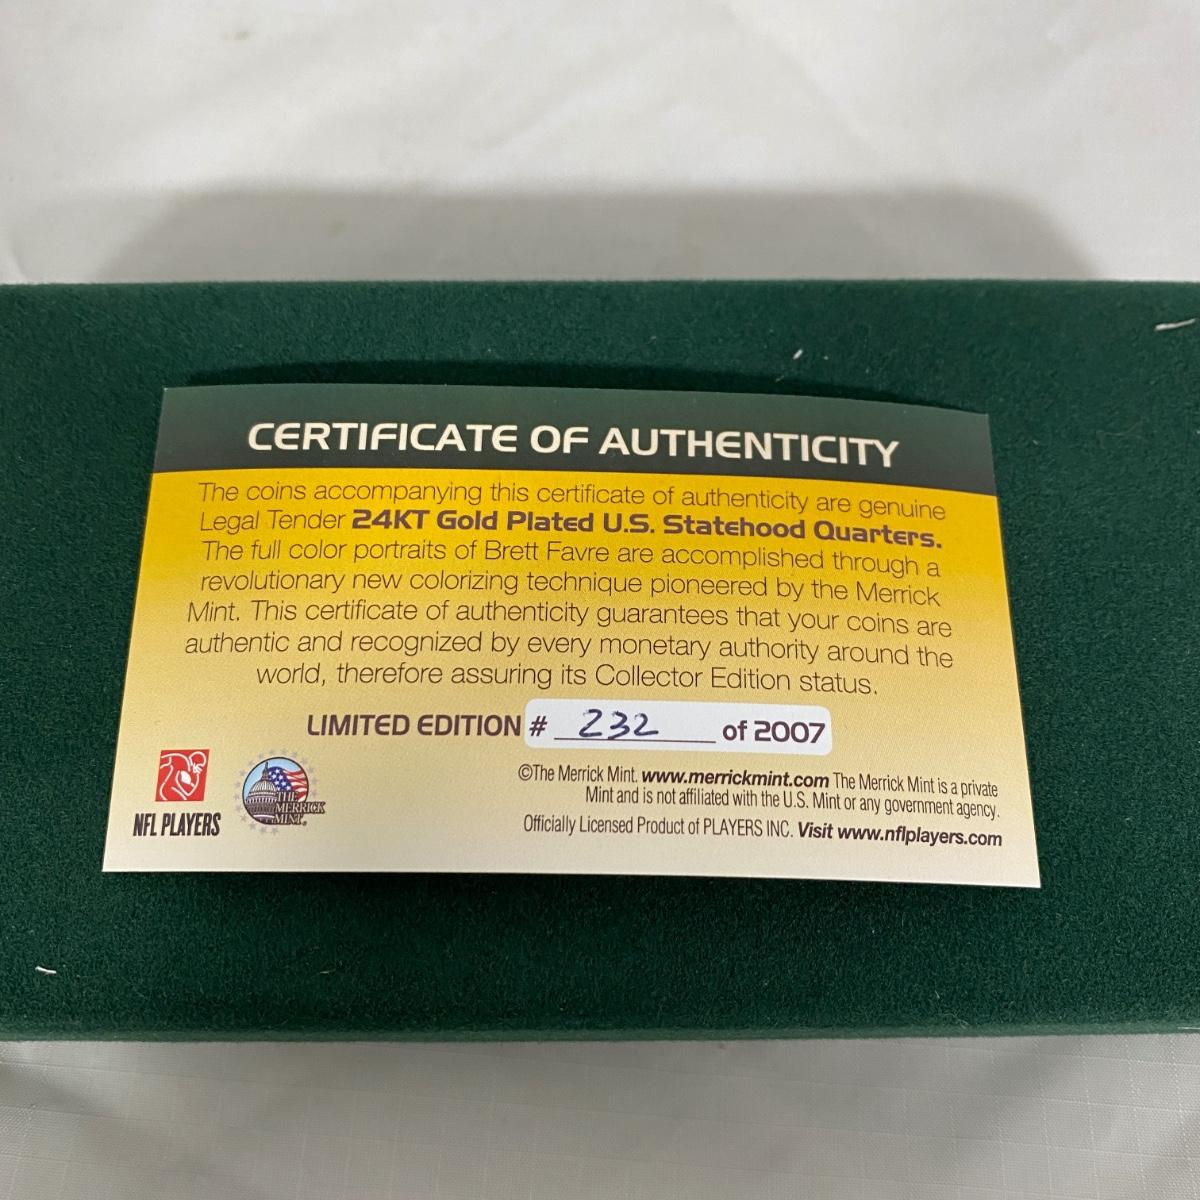 CERTIFICATE OF AUTHENTICITY
The coins accompanying this certificate of authenticity are genuine
Legal Tender 24KT Gold Plated U.S. Statehood Quarters.
The full color portraits of Brett Favre are accomplished through a
revolutionary new colorizing technique pioneered by the Merrick
Mint. This certificate of authenticity guarantees that your coins are
authentic and recognized by every monetary authority around the
world, therefore assuring its Collector Edition status.
LIMITED EDITION # 232 of 2007
NFL PLAYERS
THE
MERRICK
MINT®
©The Merrick Mint. www.merrickmint.com The Merrick Mint is a private
Mint and is not affiliated with the U.S. Mint or any government agency.
Officially Licensed Product of PLAYERS INC. Visit www.nflplayers.com